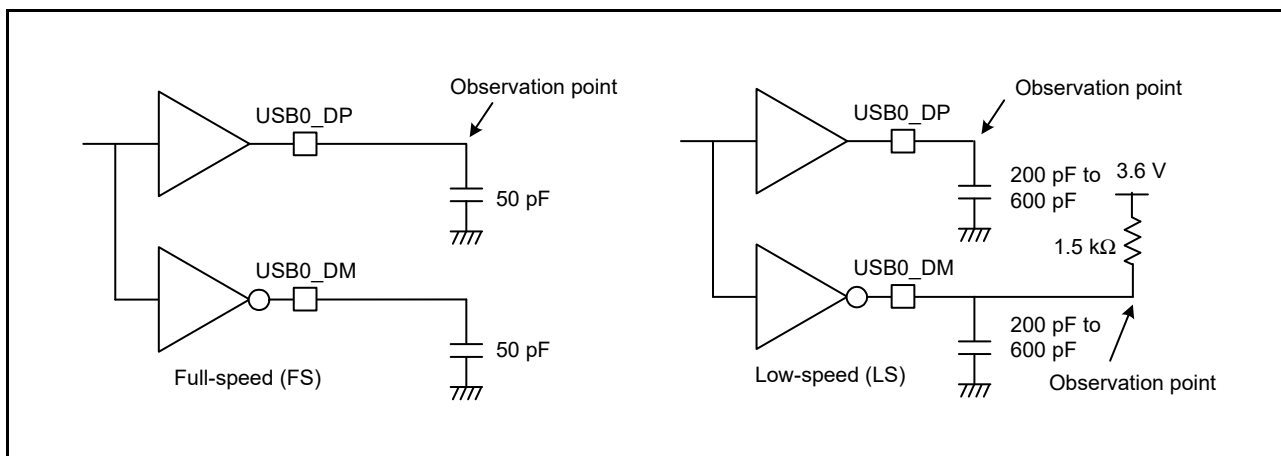 USB0_DP
Observation point
50 pF
USB0_DM
50 pF
Full-speed (FS)
USB0_DP
Observation point
200 pF to
600 pF
3.6 V
1.5 kΩ
USB0_DM
200 pF to
600 pF
Low-speed (LS)
Observation point